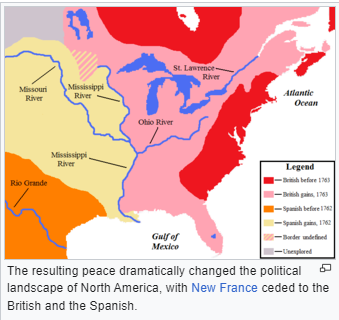 St. Lawrence
River
Missouri
River
Mississippi
River
Atlantic
Ocean
Ohio River
Mississippi
River
Rio Grande
Gulf of
Mexico
Legend
British before 1763
British gains, 1763
Spanish before 1762
Spanish gains, 1762
Border undefined
Unexplored
The resulting peace dramatically changed the political
landscape of North America, with New France ceded to the
British and the Spanish.